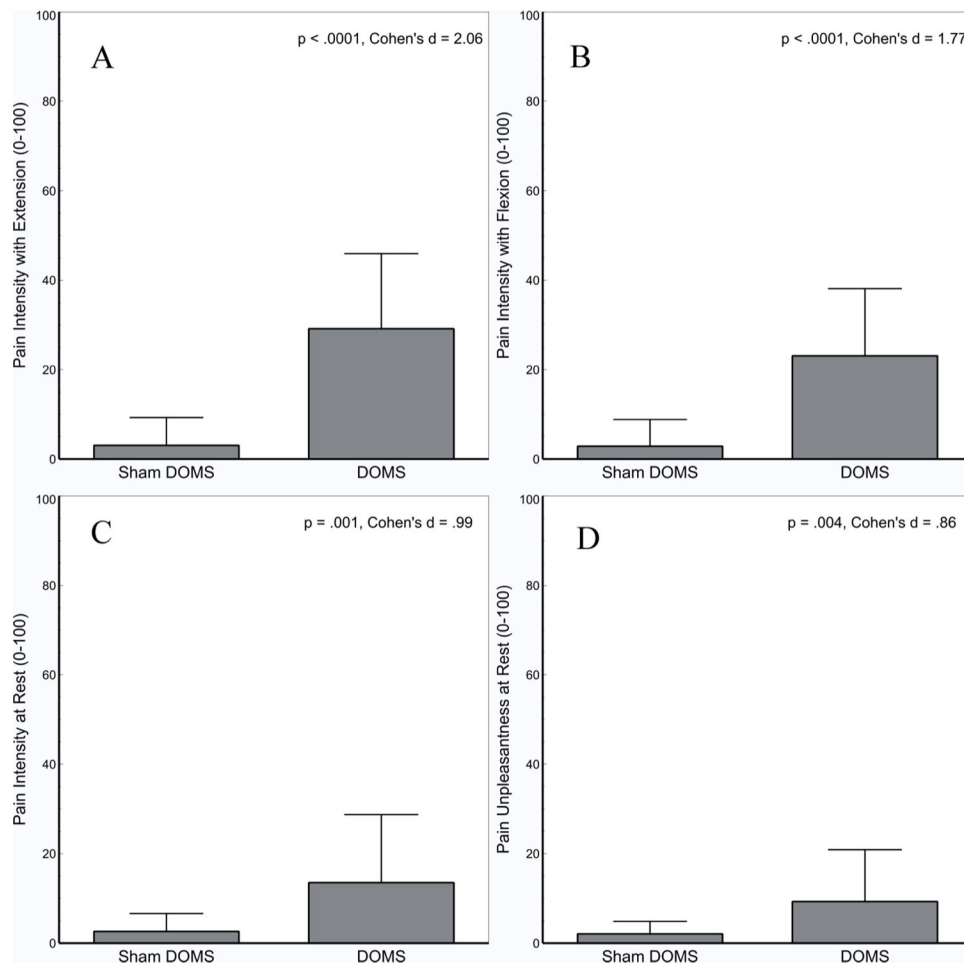 p < .0001, Cohen's d = 2.06
A
Pain Intensity with Extension (0-100)
100
80
60
40
20
0
Sham DOMS DOMS
p < .0001, Cohen's d = 1.77
B
Pain Intensity with Flexion (0-100)
100
80
60
40
20
0
Sham DOMS DOMS
p = .001, Cohen's d = .99
C
Pain Intensity at Rest (0-100)
100
80
60
40
20
0
Sham DOMS DOMS
p = .004, Cohen's d = .86
D
Pain Unpleasantness at Rest (0-100)
100
80
60
40
20
0
Sham DOMS DOMS